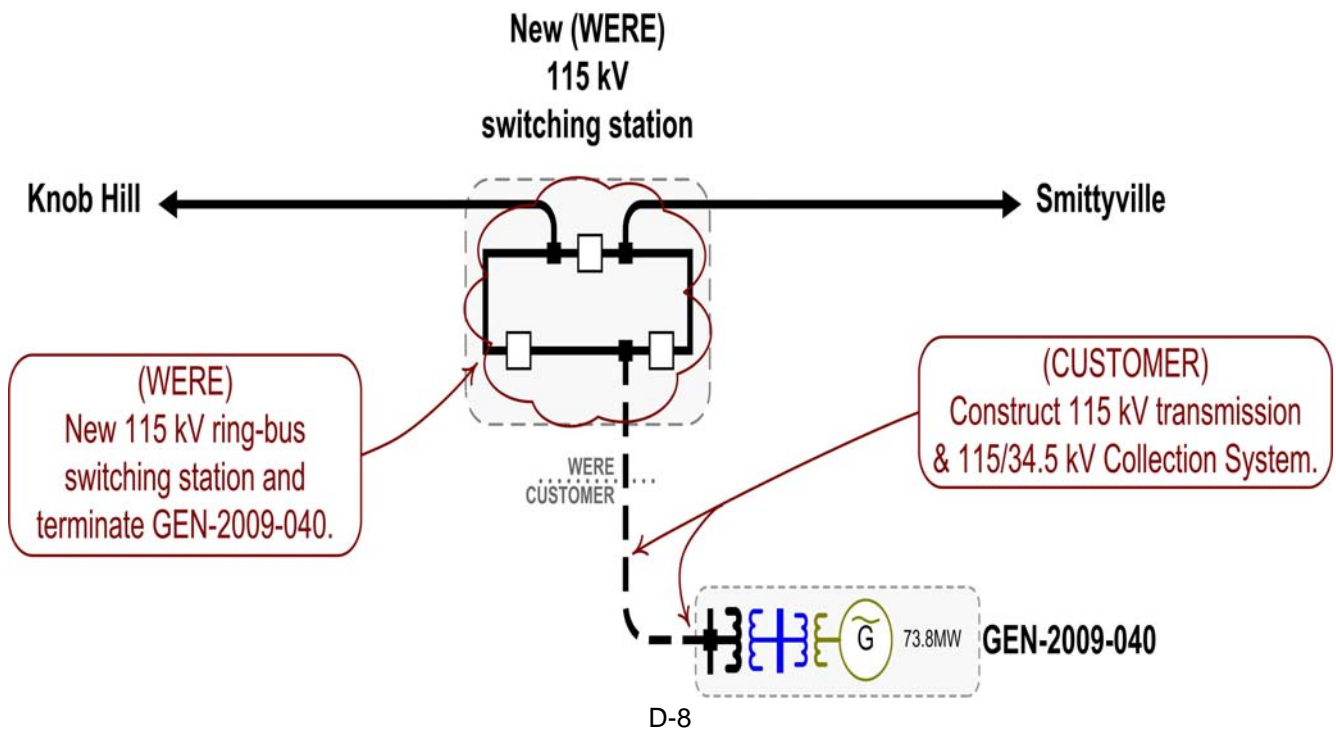 New (WERE)
115 kV
switching station
Knob Hill
Smittyville
(WERE)
New 115 kV ring-bus
switching station and
terminate GEN-2009-040.
(CUSTOMER)
Construct 115 kV transmission
& 115/34.5 kV Collection System.
WERE
CUSTOMER
G
73.8MW
GEN-2009-040
D-8